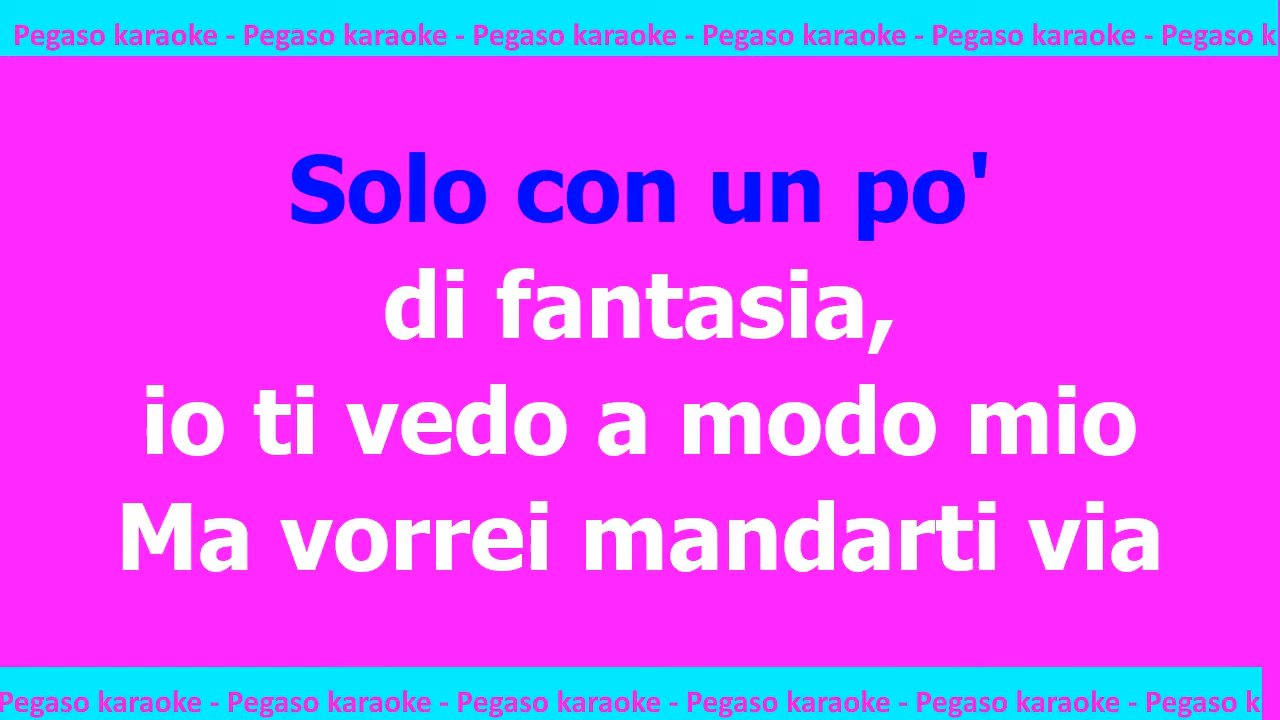 Pegaso karaoke - Pegaso karaoke - Pegaso karaoke - Pegaso karaoke - Pegaso karaoke - Pegaso k
Solo con un po'
di fantasia,
io ti vedo a modo mio
Ma vorrei mandarti via
Pegaso karaoke - Pegaso karaoke - Pegaso karaoke - Pegaso karaoke - Pegaso karaoke - Pegaso k